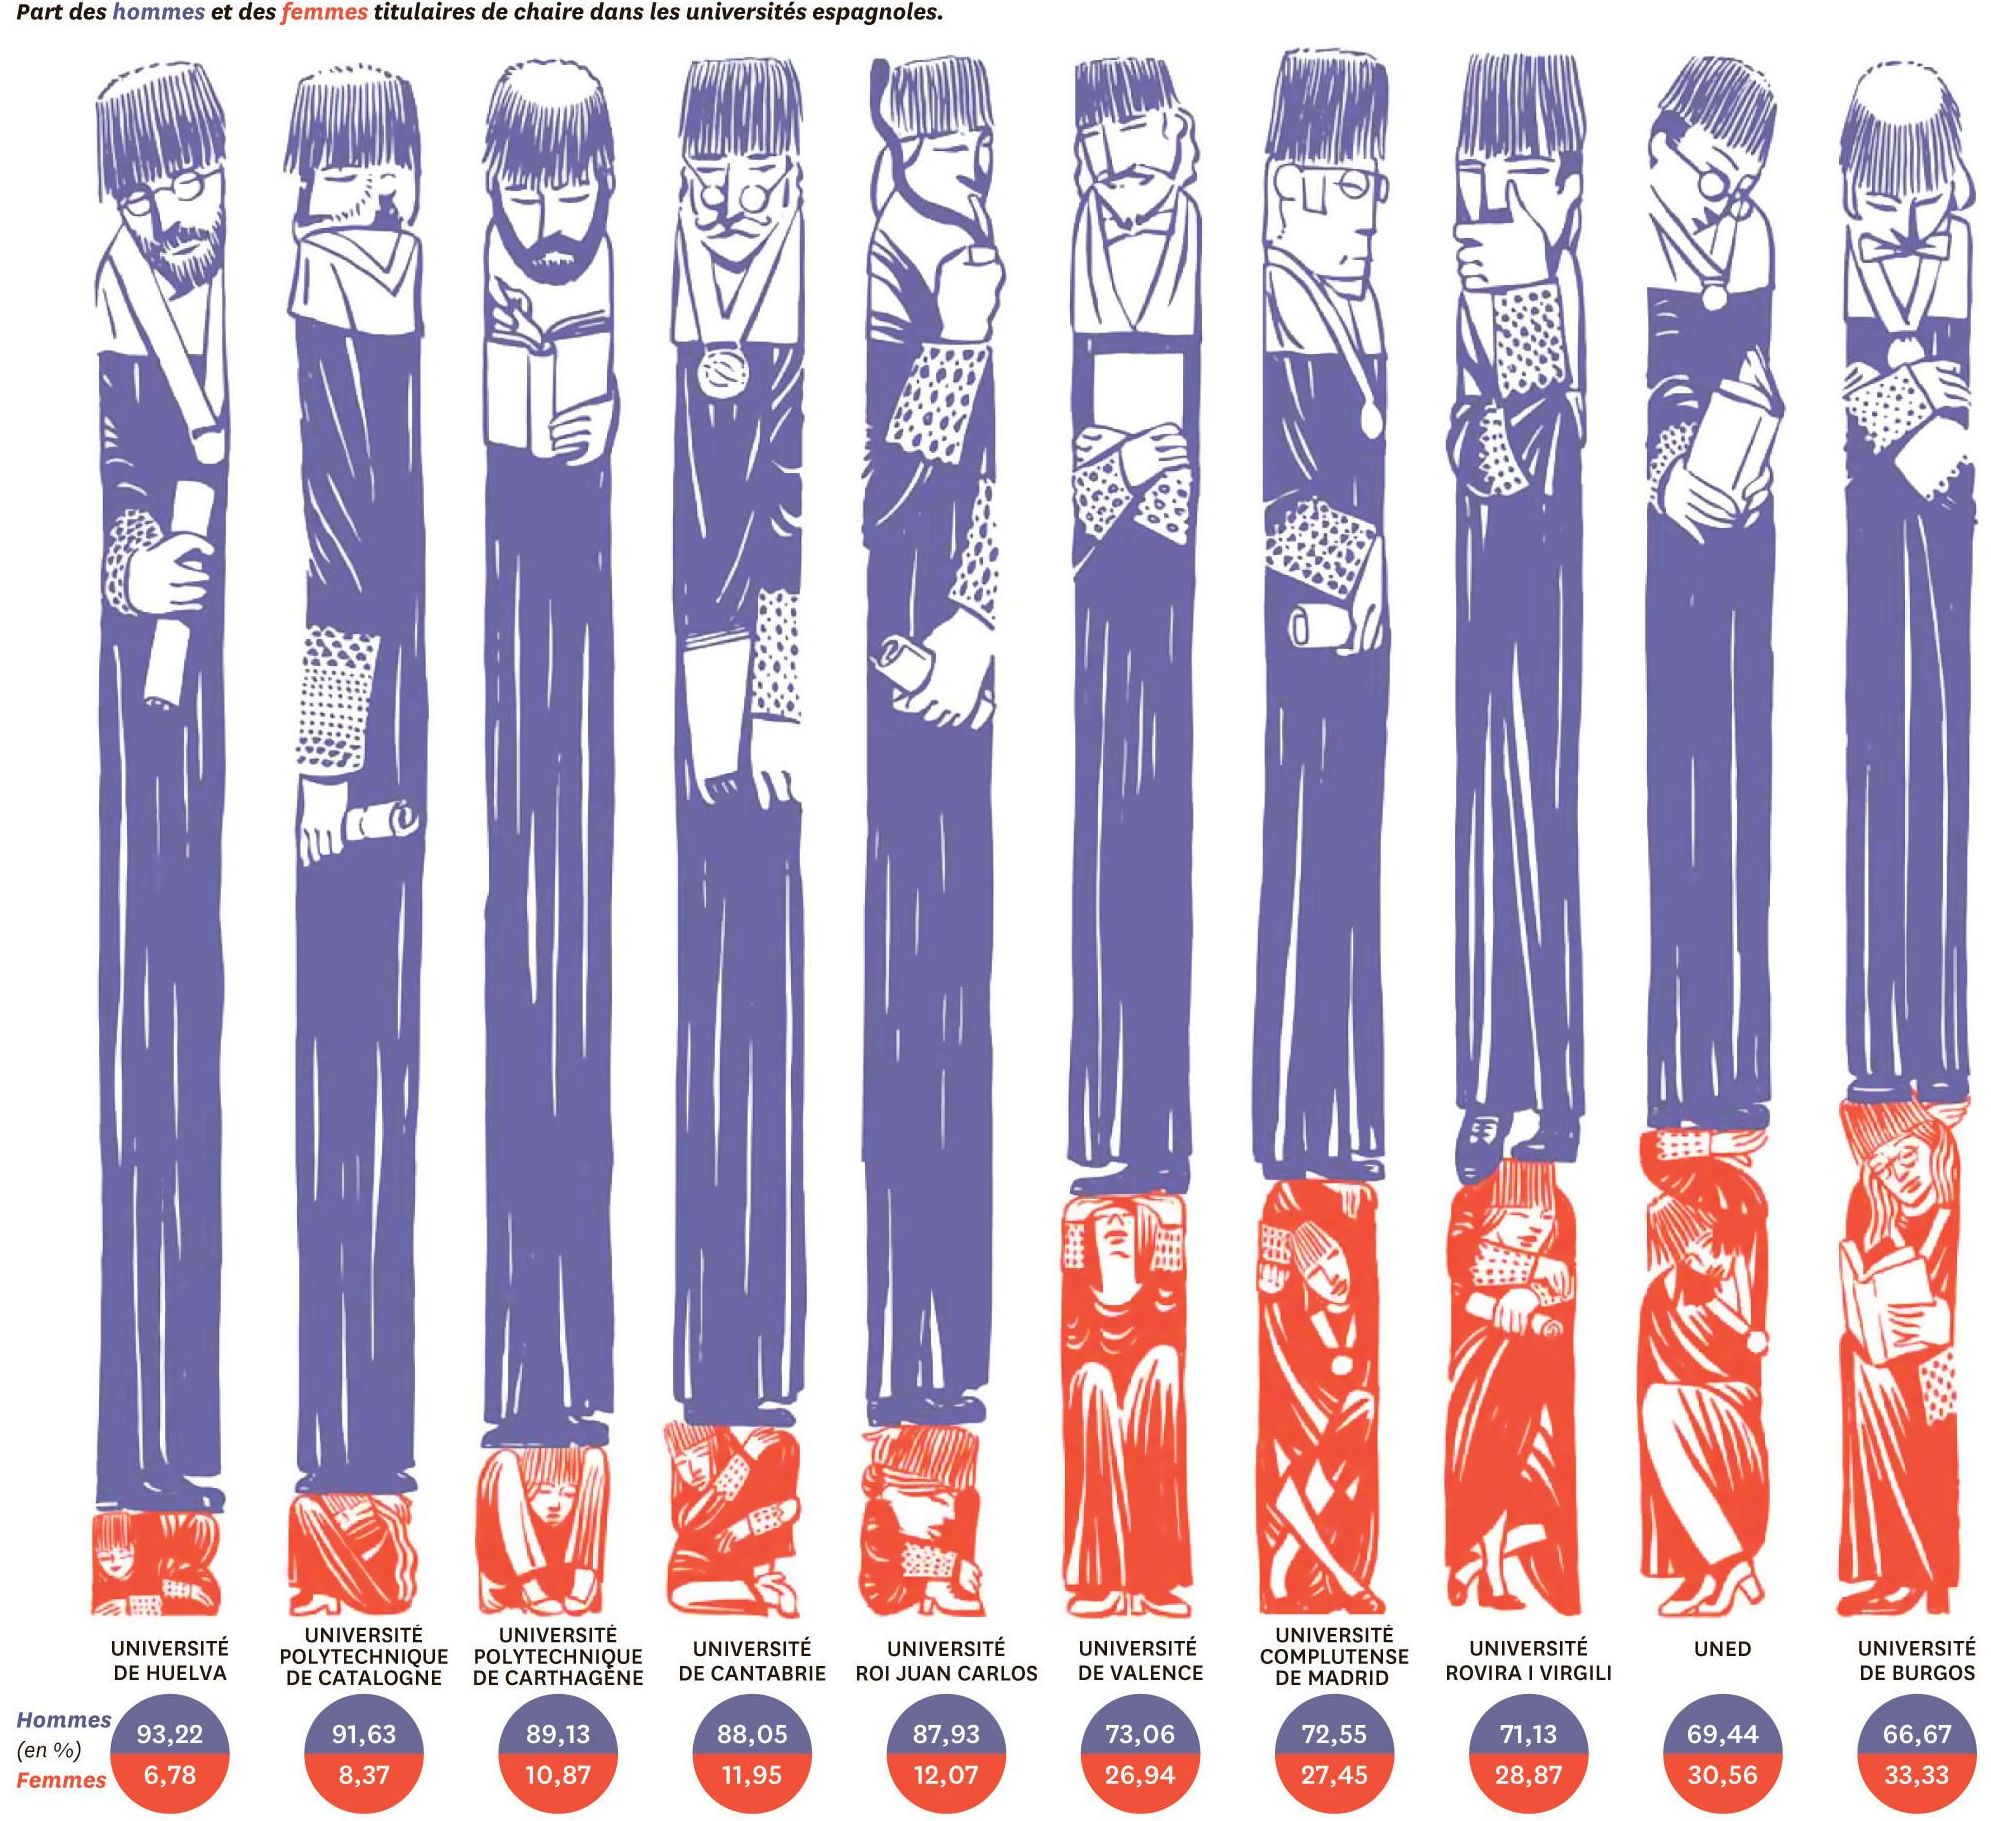 Part des hommes et des femmes titulaires de chaire dans les universités espagnoles.
UNIVERSITÉ
DE HUELVA
UNIVERSITÉ
POLYTECHNIQUE
DE CATALOGNE
UNIVERSITÉ
POLYTECHNIQUE
DE CARTHAGÈNE
UNIVERSITÉ
DE CANTABRIE
UNIVERSITÉ
ROI JUAN CARLOS
UNIVERSITÉ
DE VALENCE
UNIVERSITÉ
COMPLUTENSE
DE MADRID
UNIVERSITÉ
ROVIRA I VIRGILI
UNED
UNIVERSITÉ
DE BURGOS
Hommes 93,22 91,63 89,13 88,05 87,93 73,06 72,55 71,13 69,44 66,67
(en %)
Femmes 6,78 8,37 10,87 11,95 12,07 26,94 27,45 28,87 30,56 33,33